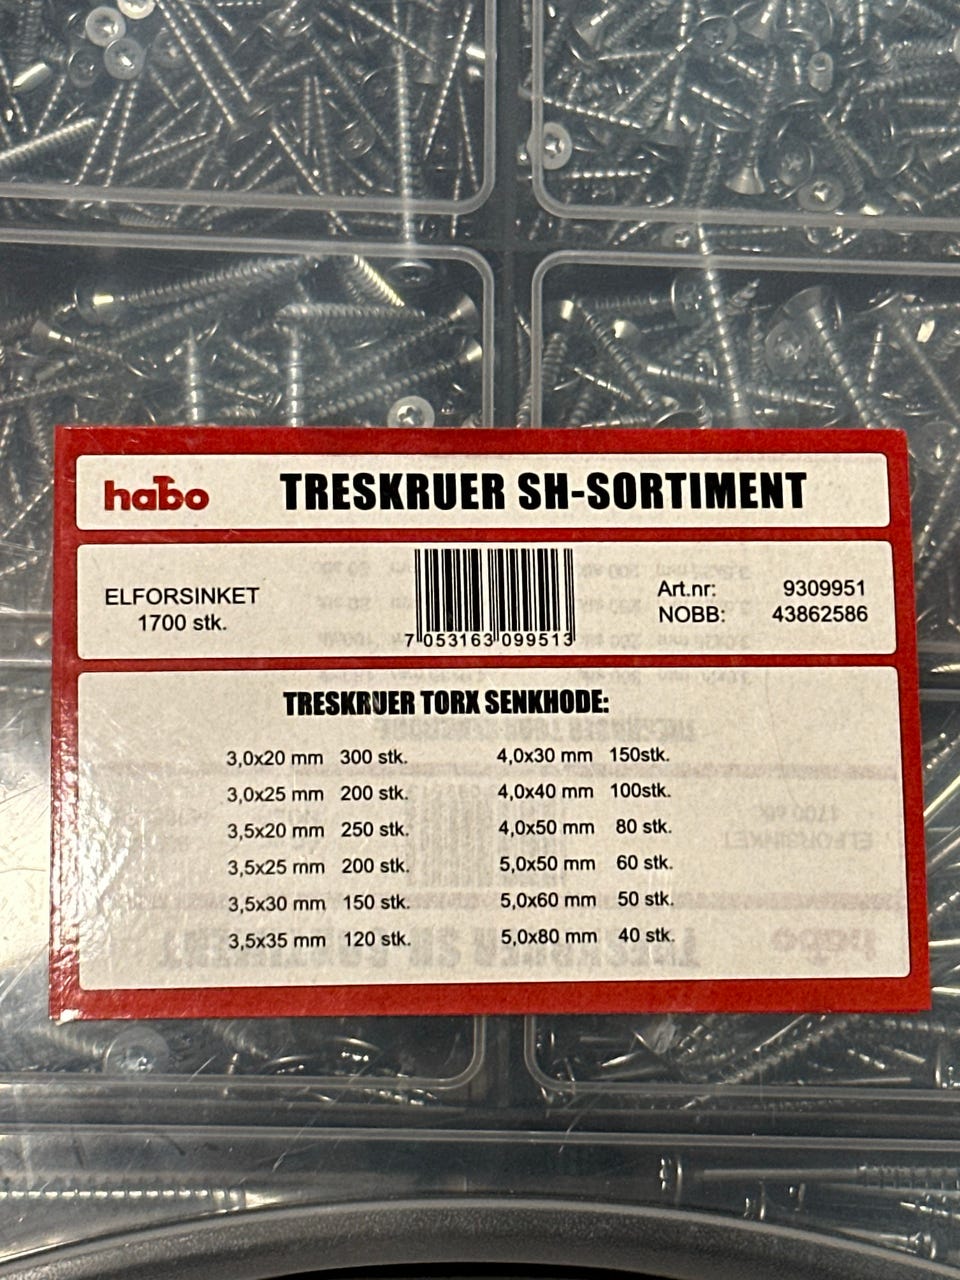 habo TRESKRUER SH-SORTIMENT
ELFORSINKET
1700 stk.
7 053163 099513
Art.nr: 9309951
NOBB: 43862586
TRESKRUER TORX SENKHODE:
3,0x20 mm 300 stk.
3,0x25 mm 200 stk.
3,5x20 mm 250 stk.
3,5x25 mm 200 stk.
3,5x30 mm 150 stk.
3,5x35 mm 120 stk.
4,0x30 mm 150stk.
4,0x40 mm 100stk.
4,0x50 mm 80 stk.
5,0x50 mm 60 stk.
5,0x60 mm 50 stk.
5,0x80 mm 40 stk.